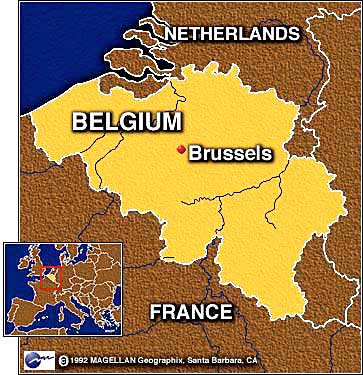 NETHERLANDS
BELGIUM
Brussels
FRANCE
© 1992 MAGELLAN Geographix, Santa Barbara, CA